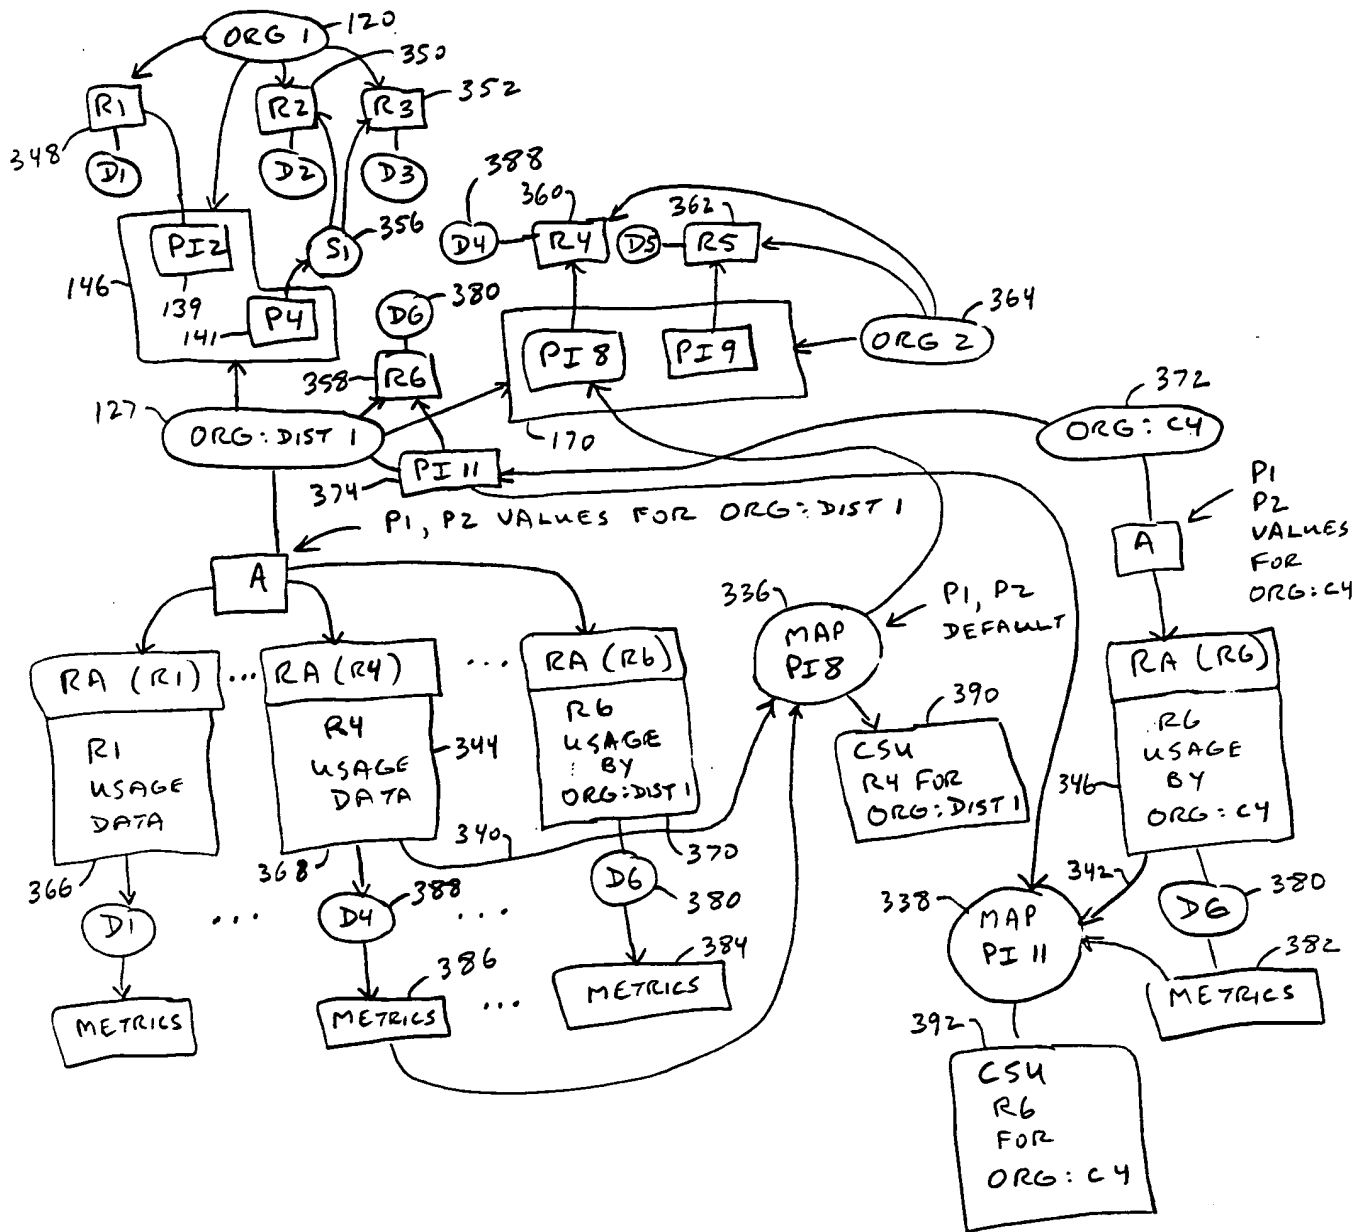 ORG 1
120
350
R1
R2
R3
352
348
D1
D2
D3
388
360
362
D4
R4
D5
R5
PI2
S1
356
146
139
141
P4
D6
380
364
ORG 2
PI 8
PI 9
358
R6
372
127
ORG: DIST 1
170
ORG: C4
374
PI 11
P1, P2 VALUES FOR ORG: DIST 1
P1
P2
VALUES
FOR
ORG: C4
A
A
336
MAP
PI 8
P1, P2
DEFAULT
RA (R1)
...
RA (R4)
...
RA (R6)
RA (R6)
R1
USAGE
DATA
R4
USAGE
DATA
344
R6
USAGE
BY
ORG: DIST 1
390
CSU
R4 FOR
ORG: DIST 1
R6
USAGE
BY
ORG: C4
346
340
366
368
370
342
D1
...
D4
388
...
D6
380
338
MAP
PI 11
D6
380
METRICS
METRICS
386
...
METRICS
384
METRICS
382
392
CSU
R6
FOR
ORG: C4